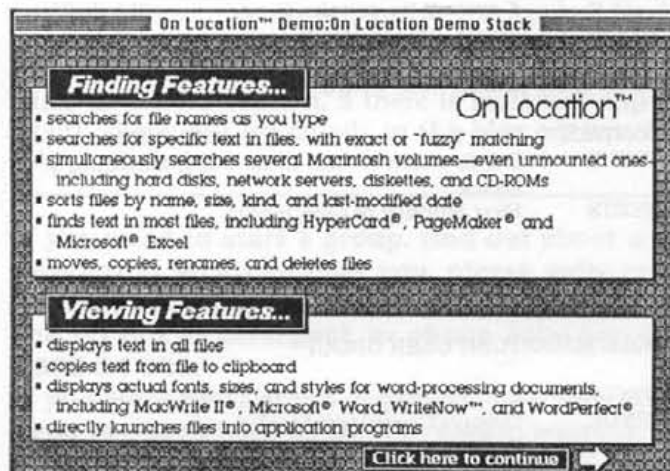 On Location™ Demo:On Location Demo Stack
Finding Features...
On Location™
▪ searches for file names as you type
▪ searches for specific text in files, with exact or "fuzzy" matching
▪ simultaneously searches several Macintosh volumes—even unmounted ones—
including hard disks, network servers, diskettes, and CD-ROMs
▪ sorts files by name, size, kind, and last-modified date
▪ finds text in most files, including HyperCard®, PageMaker® and
Microsoft® Excel
▪ moves, copies, renames, and deletes files
Viewing Features...
▪ displays text in all files
▪ copies text from file to clipboard
▪ displays actual fonts, sizes, and styles for word-processing documents,
including MacWrite II®, Microsoft® Word, WriteNow™, and WordPerfect®
▪ directly launches files into application programs
Click here to continue